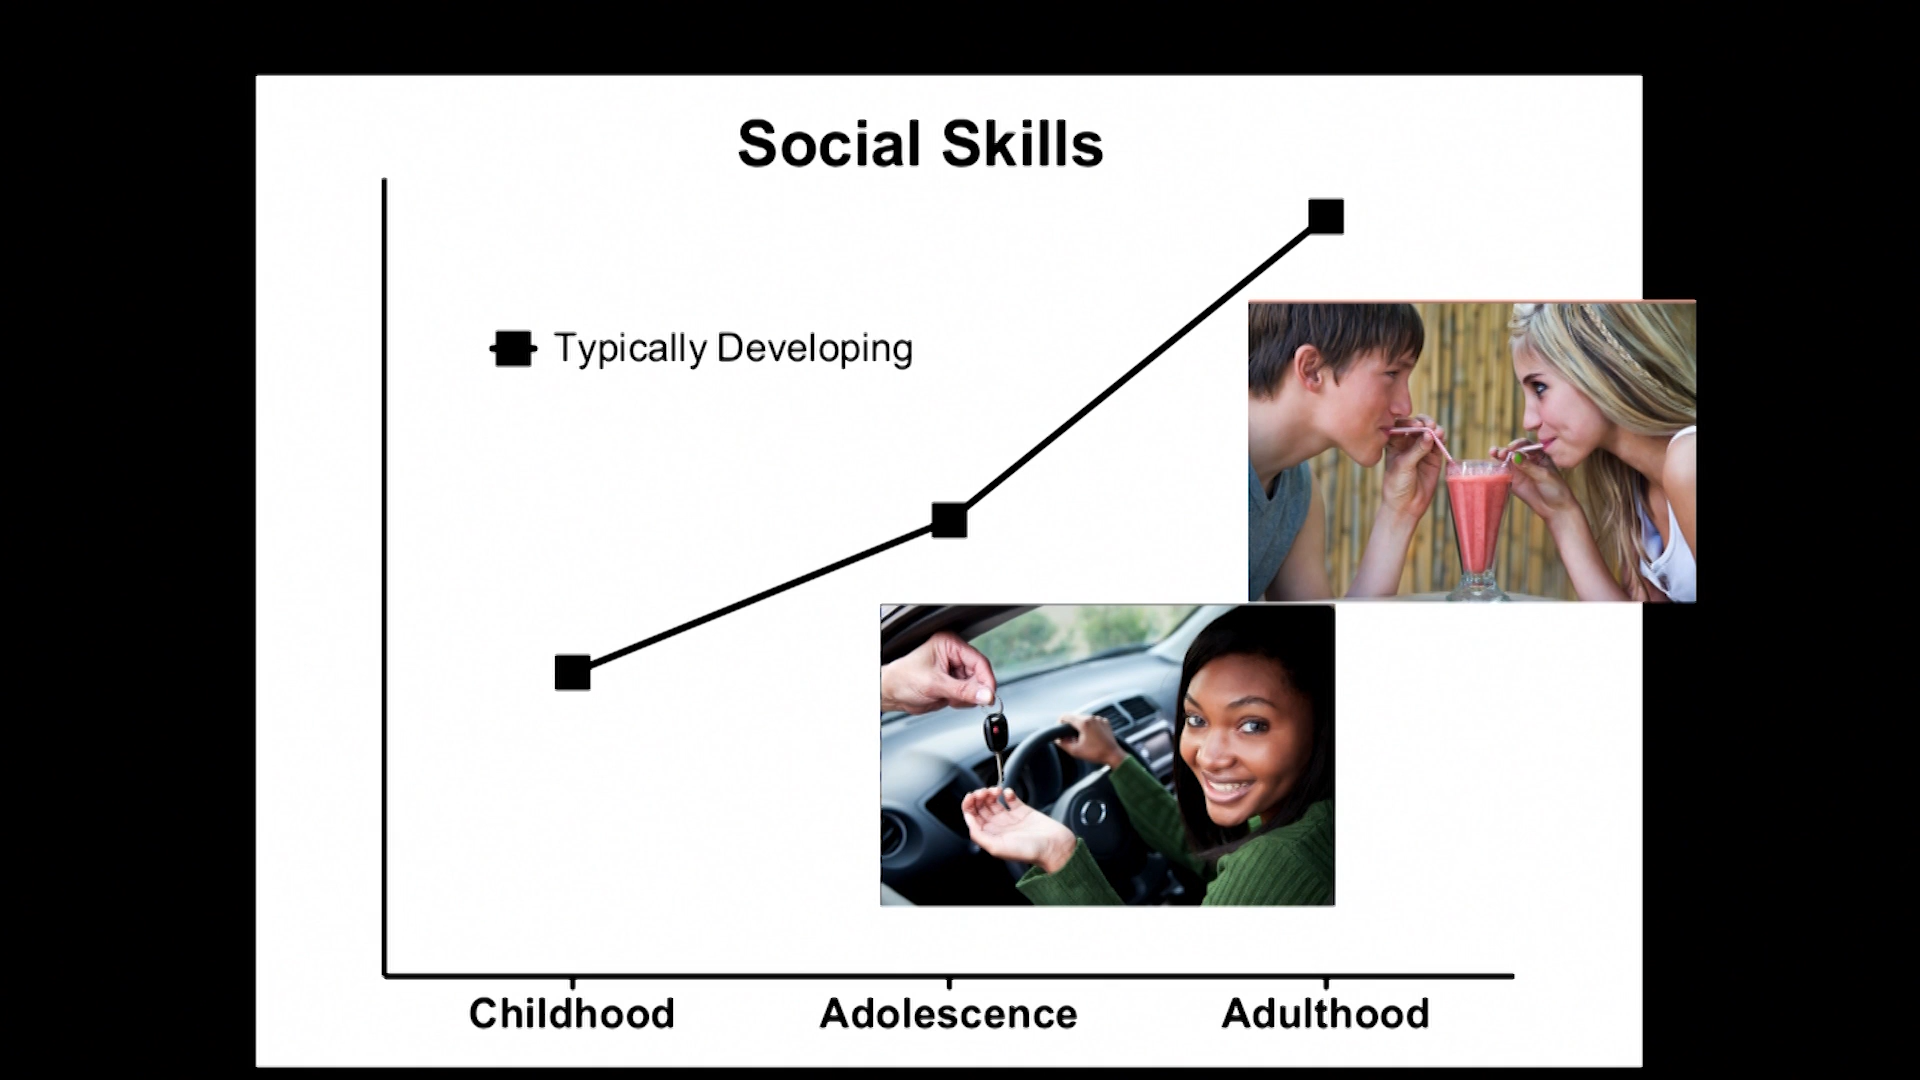 Social Skills
Typically Developing
Childhood
Adolescence
Adulthood